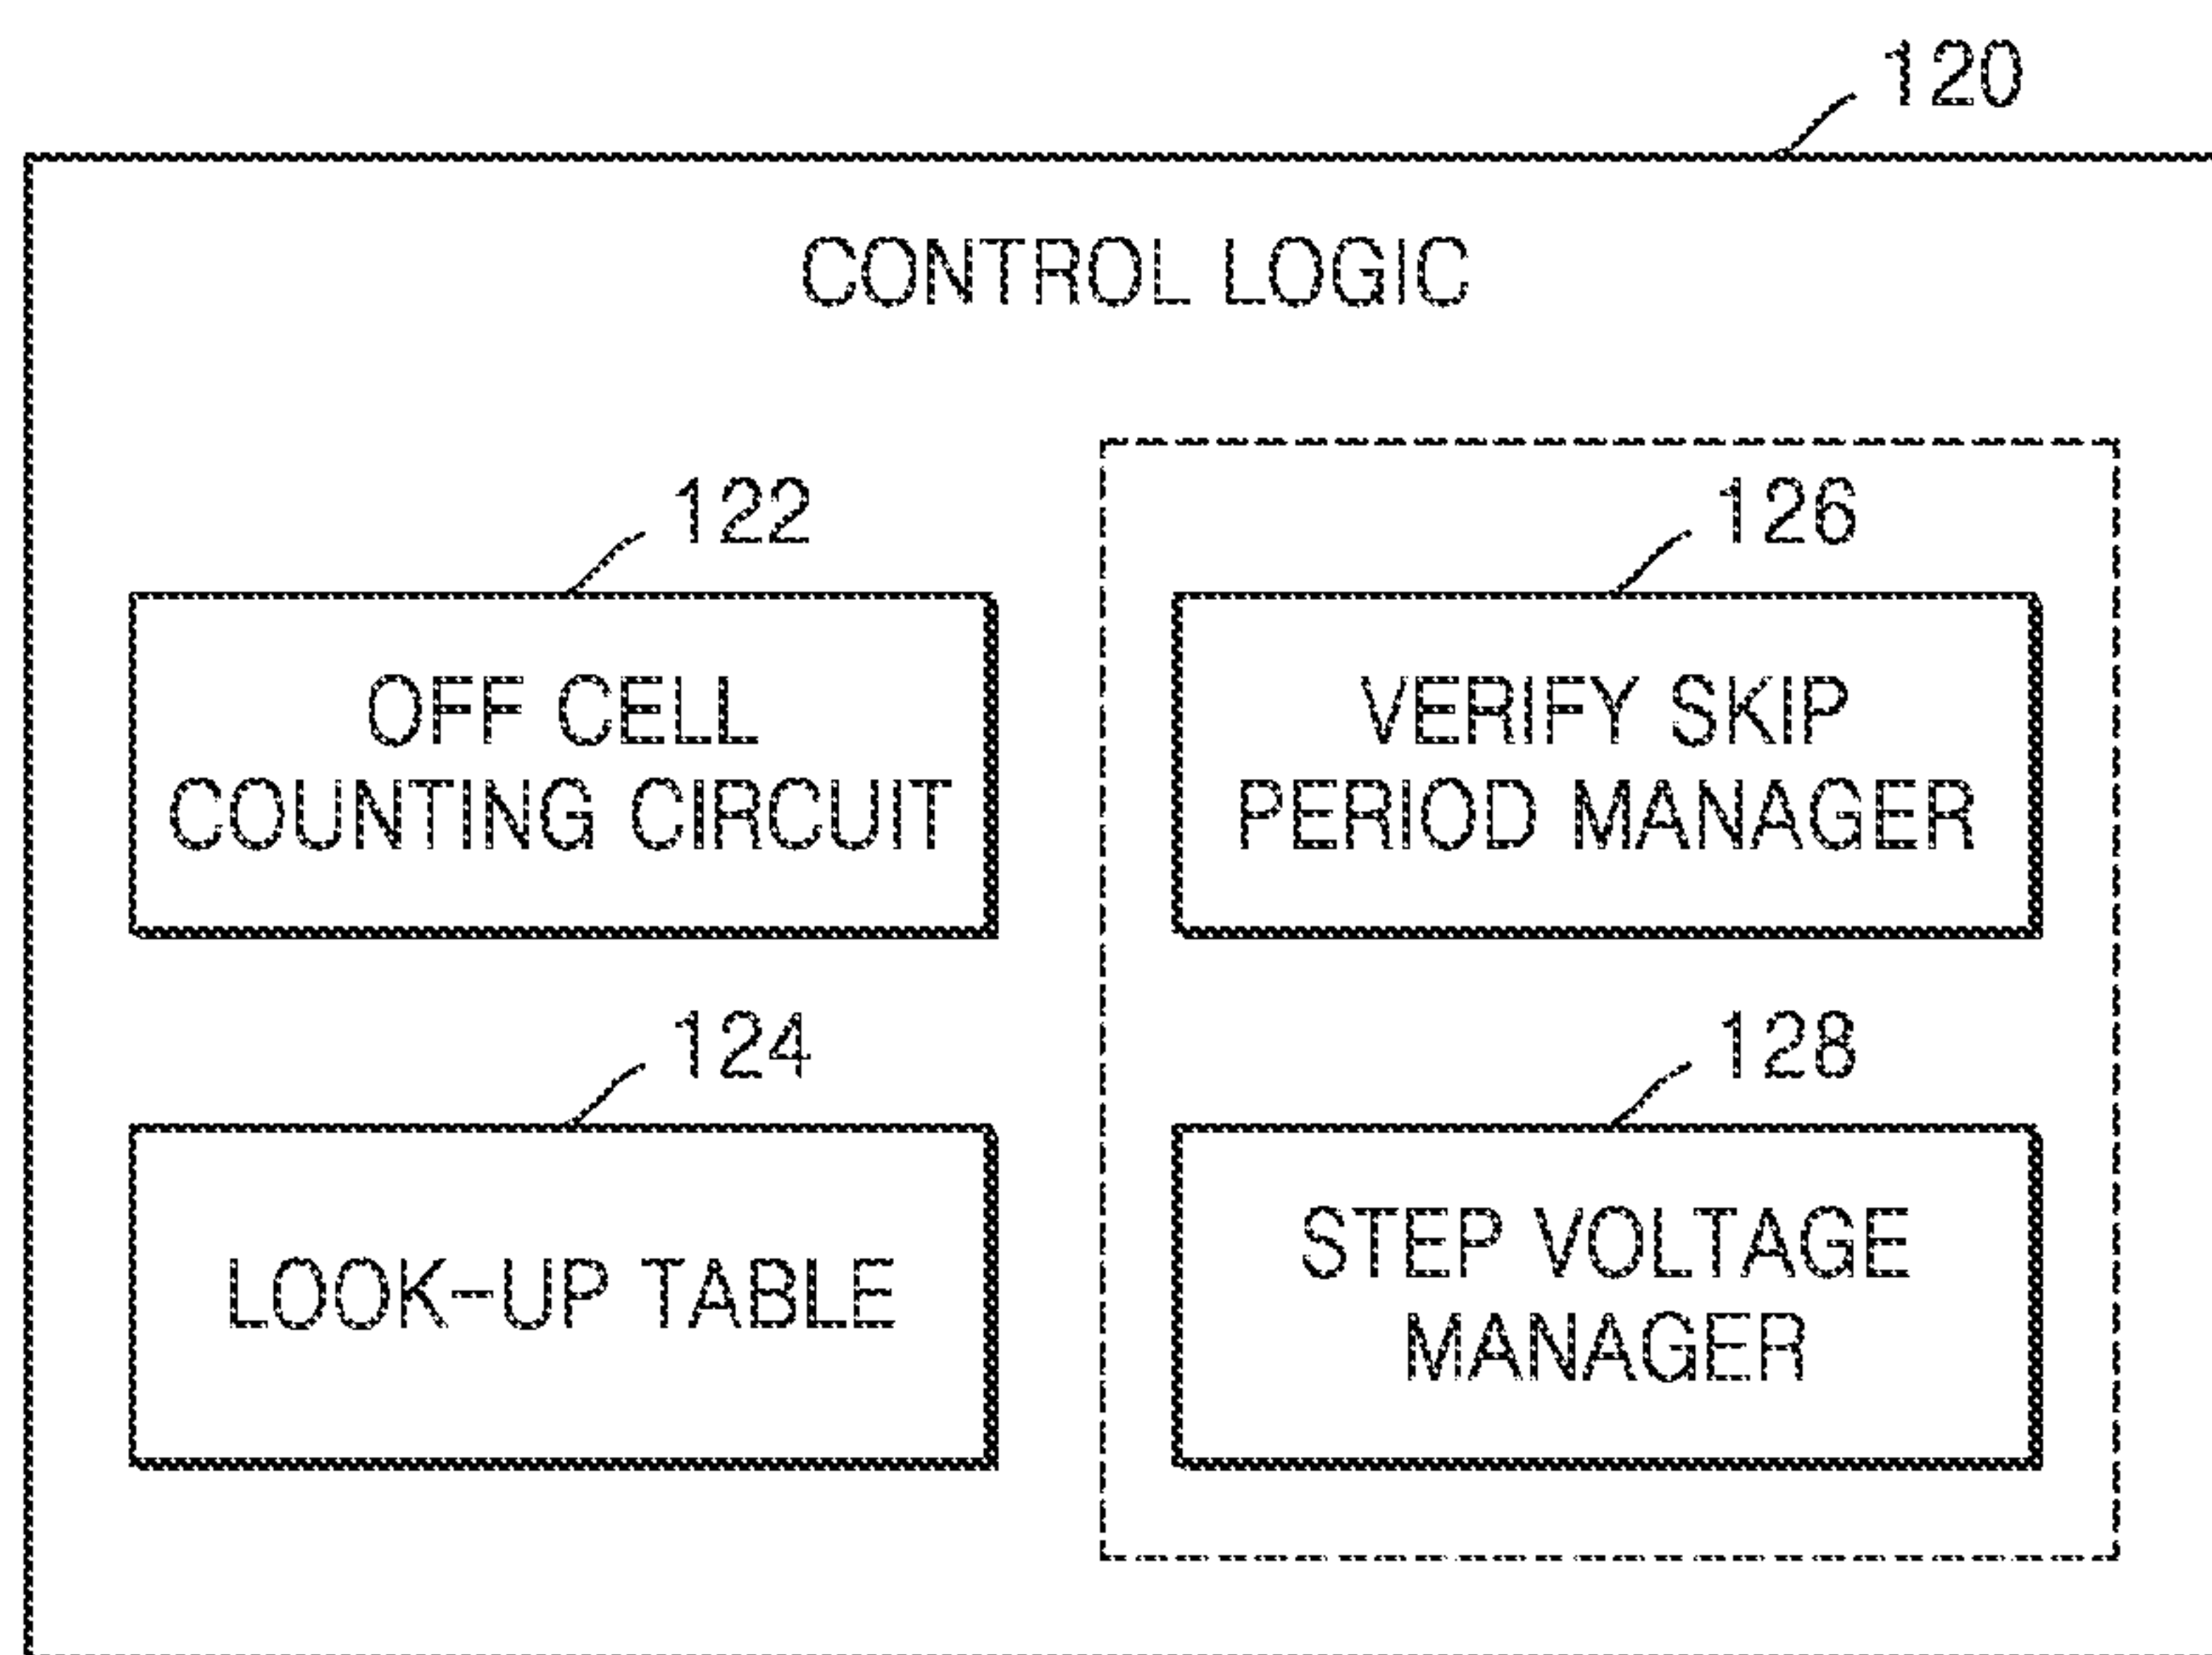 120
CONTROL LOGIC
122
OFF CELL
COUNTING CIRCUIT
126
VERIFY SKIP
PERIOD MANAGER
124
LOOK-UP TABLE
128
STEP VOLTAGE
MANAGER